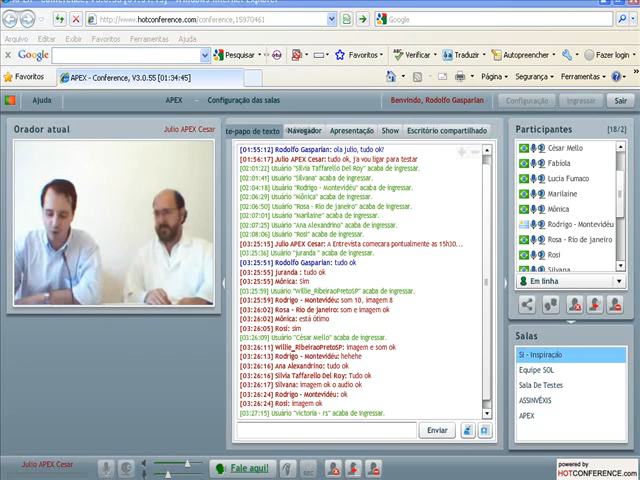 APEX - Conference, V3.0.55 [01:34:45] - Windows Internet Explorer
http://www.hotconference.com/conference,15970461
Google
Arquivo Editar Exibir Favoritos Ferramentas Ajuda
Google
Pesquisar
Favoritos
Verificar
Traduzir
Autopreencher
Fazer login
Favoritos
APEX - Conference, V3.0.55 [01:34:45]
Página
Segurança
Ferramentas
Ajuda
APEX - Configuração das salas
Benvindo, Rodolfo Gasparian
Configuração
Ingressar
Sair
Orador atual
Julio APEX Cesar
te-papo de texto
Navegador
Apresentação
Show
Escritório compartilhado
[01:55:12] Rodolfo Gasparian: ola julio, tudo ok?
[01:56:17] Julio APEX Cesar: tudo ok, ja vou ligar para testar
[02:01:22] Usuário "Silvia Taffarello Del Roy" acaba de ingressar.
[02:01:41] Usuário "Silvana" acaba de ingressar.
[02:04:18] Usuário "Rodrigo - Montevidéu" acaba de ingressar.
[02:06:29] Usuário "Mônica" acaba de ingressar.
[02:06:50] Usuário "Rosa - Rio de janeiro" acaba de ingressar.
[02:07:01] Usuário "Marilaine" acaba de ingressar.
[02:07:25] Usuário "Ana Alexandrino" acaba de ingressar.
[02:08:06] Usuário "Rosi" acaba de ingressar.
[03:25:15] Julio APEX Cesar: A Entrevista comecara pontualmente as 15h30...
[03:25:36] Usuário "juranda " acaba de ingressar.
[03:25:51] Rodolfo Gasparian: tudo ok
[03:25:55] juranda : tudo ok
[03:25:55] Mônica: Sim
[03:25:59] Usuário "Willie_RibeiraoPretoSP" acaba de ingressar.
[03:25:59] Rodrigo - Montevidéu: som 10, imagem 8
[03:26:02] Rosa - Rio de janeiro: som e imagem ok
[03:26:02] Mônica: está ótimo
[03:26:05] Rosi: sim
[03:26:09] Usuário "César Mello" acaba de ingressar.
[03:26:11] Willie_RibeiraoPretoSP: imagem e som ok
[03:26:13] Rodrigo - Montevidéu: hehehe
[03:26:16] Ana Alexandrino: tudo ok
[03:26:16] Silvia Taffarello Del Roy: Tudo ok
[03:26:17] Silvana: imagem ok o audio ok
[03:26:24] Rodrigo - Montevidéu: ok
[03:26:24] Rosi: imagem ok
[03:27:15] Usuário "victoria - rs" acaba de ingressar.
Enviar
Participantes
[18/2]
César Mello
Fabíola
Lucia Fumaco
Marilaine
Mônica
Rodrigo - Montevidéu
Rosa - Rio de janeiro
Rosi
Silvana
Em linha
Salas
SI - Inspiração
Equipe SOL
Sala De Testes
ASSINVÉXIS
APEX
Julio APEX Cesar
Fale aqui!
REC
powered by
HOTCONFERENCE.com